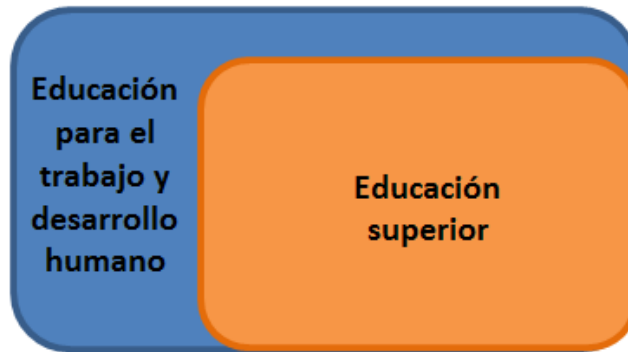 Educación
para el
trabajo y
desarrollo
humano
Educación
superior